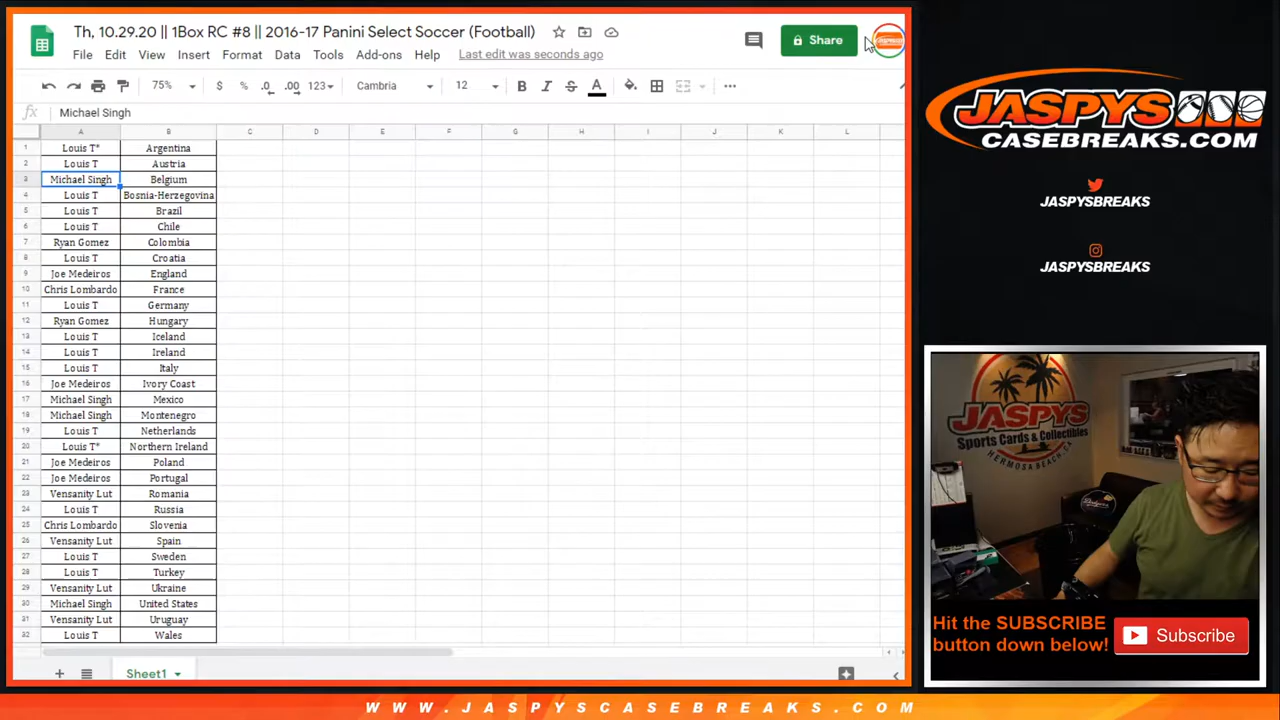 Th, 10.29.20 || 1Box RC #8 || 2016-17 Panini Select Soccer (Football)
File Edit View Insert Format Data Tools Add-ons Help Last edit was seconds ago
Share
75% $ % .0 .00 123 Cambria 12 B I S A
fx Michael Singh
A B C D E F G H I J K L
1 Louis T* Argentina
2 Louis T Austria
3 Michael Singh Belgium
4 Louis T Bosnia-Herzegovina
5 Louis T Brazil
6 Louis T Chile
7 Ryan Gomez Colombia
8 Louis T Croatia
9 Joe Medeiros England
10 Chris Lombardo France
11 Louis T Germany
12 Ryan Gomez Hungary
13 Louis T Iceland
14 Louis T Ireland
15 Louis T Italy
16 Joe Medeiros Ivory Coast
17 Michael Singh Mexico
18 Michael Singh Montenegro
19 Louis T Netherlands
20 Louis T* Northern Ireland
21 Joe Medeiros Poland
22 Joe Medeiros Portugal
23 Vensanity Lut Romania
24 Louis T Russia
25 Chris Lombardo Slovenia
26 Vensanity Lut Spain
27 Louis T Sweden
28 Louis T Turkey
29 Vensanity Lut Ukraine
30 Michael Singh United States
31 Vensanity Lut Uruguay
32 Louis T Wales
Sheet1
JASPYS
CASEBREAKS.COM
JASPYSBREAKS
JASPYSBREAKS
JASPYS
Sports Cards & Collectibles
HERMOSA BEACH, CA
Hit the SUBSCRIBE
button down below!
Subscribe
WWW.JASPYSCASEBREAKS.COM